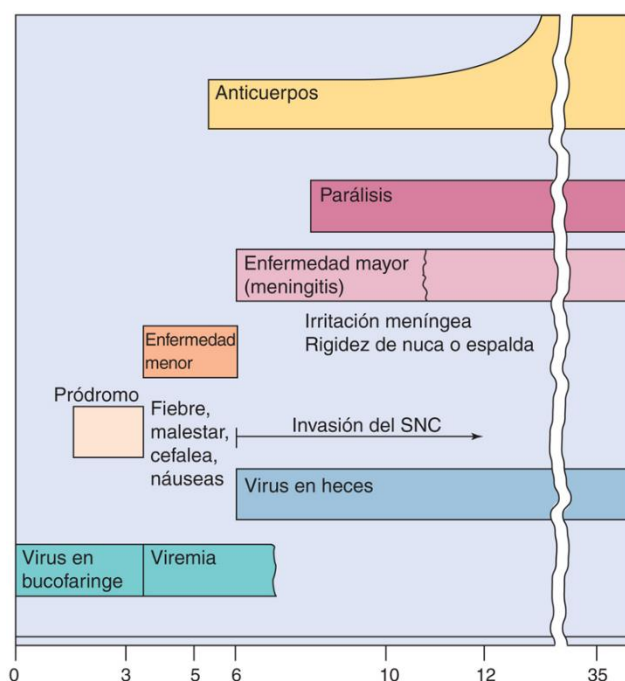 Anticuerpos
Parálisis
Enfermedad mayor
(meningitis)
Irritación meníngea
Rigidez de nuca o espalda
Enfermedad
menor
Pródromo
Fiebre,
malestar,
cefalea,
náuseas
Invasión del SNC
Virus en heces
Virus en
bucofaringe
Viremia
0 3 5 6 10 12 35